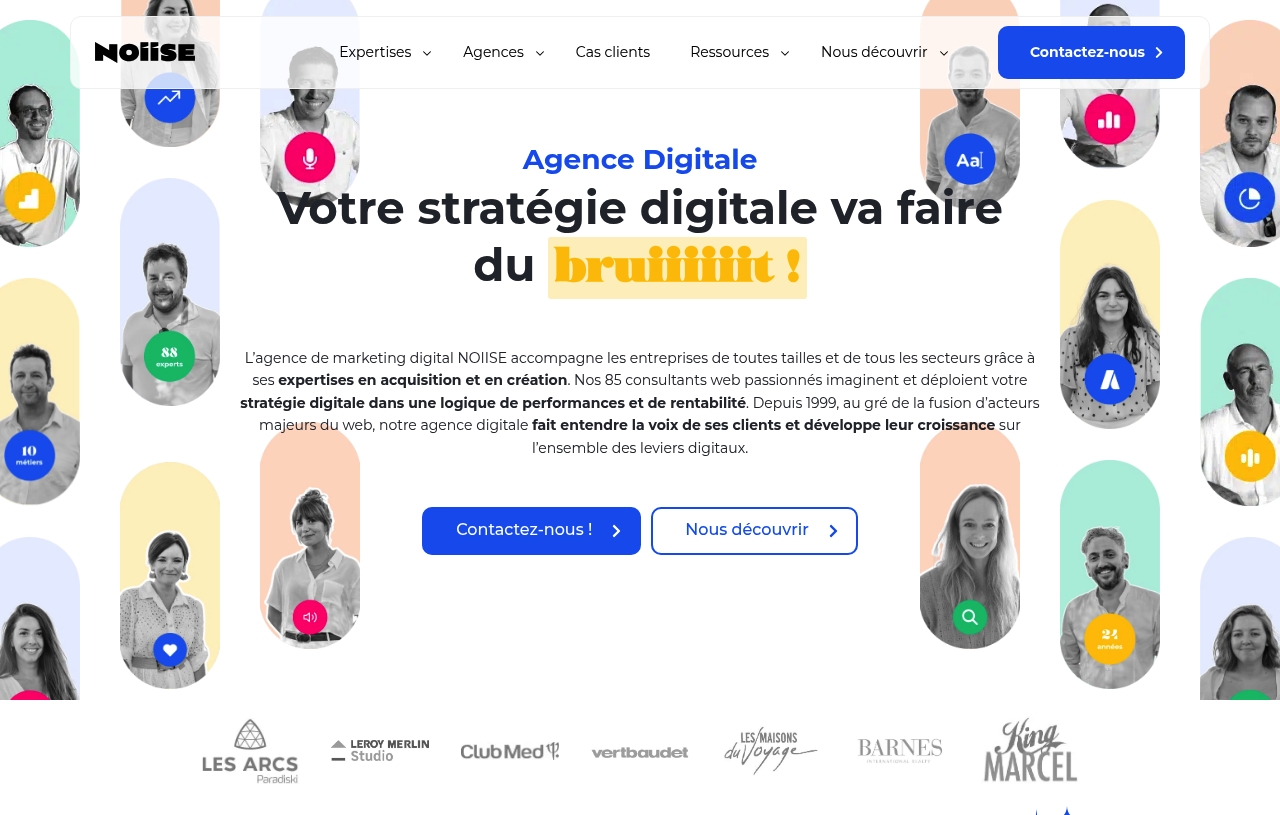 NOIISE
Expertises
Agences
Cas clients
Ressources
Nous découvrir
Contactez-nous
Aa
Agence Digitale
Votre stratégie digitale va faire
du bruiiiiiit !
88
experts
10
métiers
24
années
L’agence de marketing digital NOIISE accompagne les entreprises de toutes tailles et de tous les secteurs grâce à
ses expertises en acquisition et en création. Nos 85 consultants web passionnés imaginent et déploient votre
stratégie digitale dans une logique de performances et de rentabilité. Depuis 1999, au gré de la fusion d’acteurs
majeurs du web, notre agence digitale fait entendre la voix de ses clients et développe leur croissance sur
l’ensemble des leviers digitaux.
Contactez-nous !
Nous découvrir
LES ARCS
Paradiski
LEROY MERLIN
Studio
Club Med
vertbaudet
LES MAISONS
du Voyage
BARNES
INTERNATIONAL REALTY
King
MARCEL